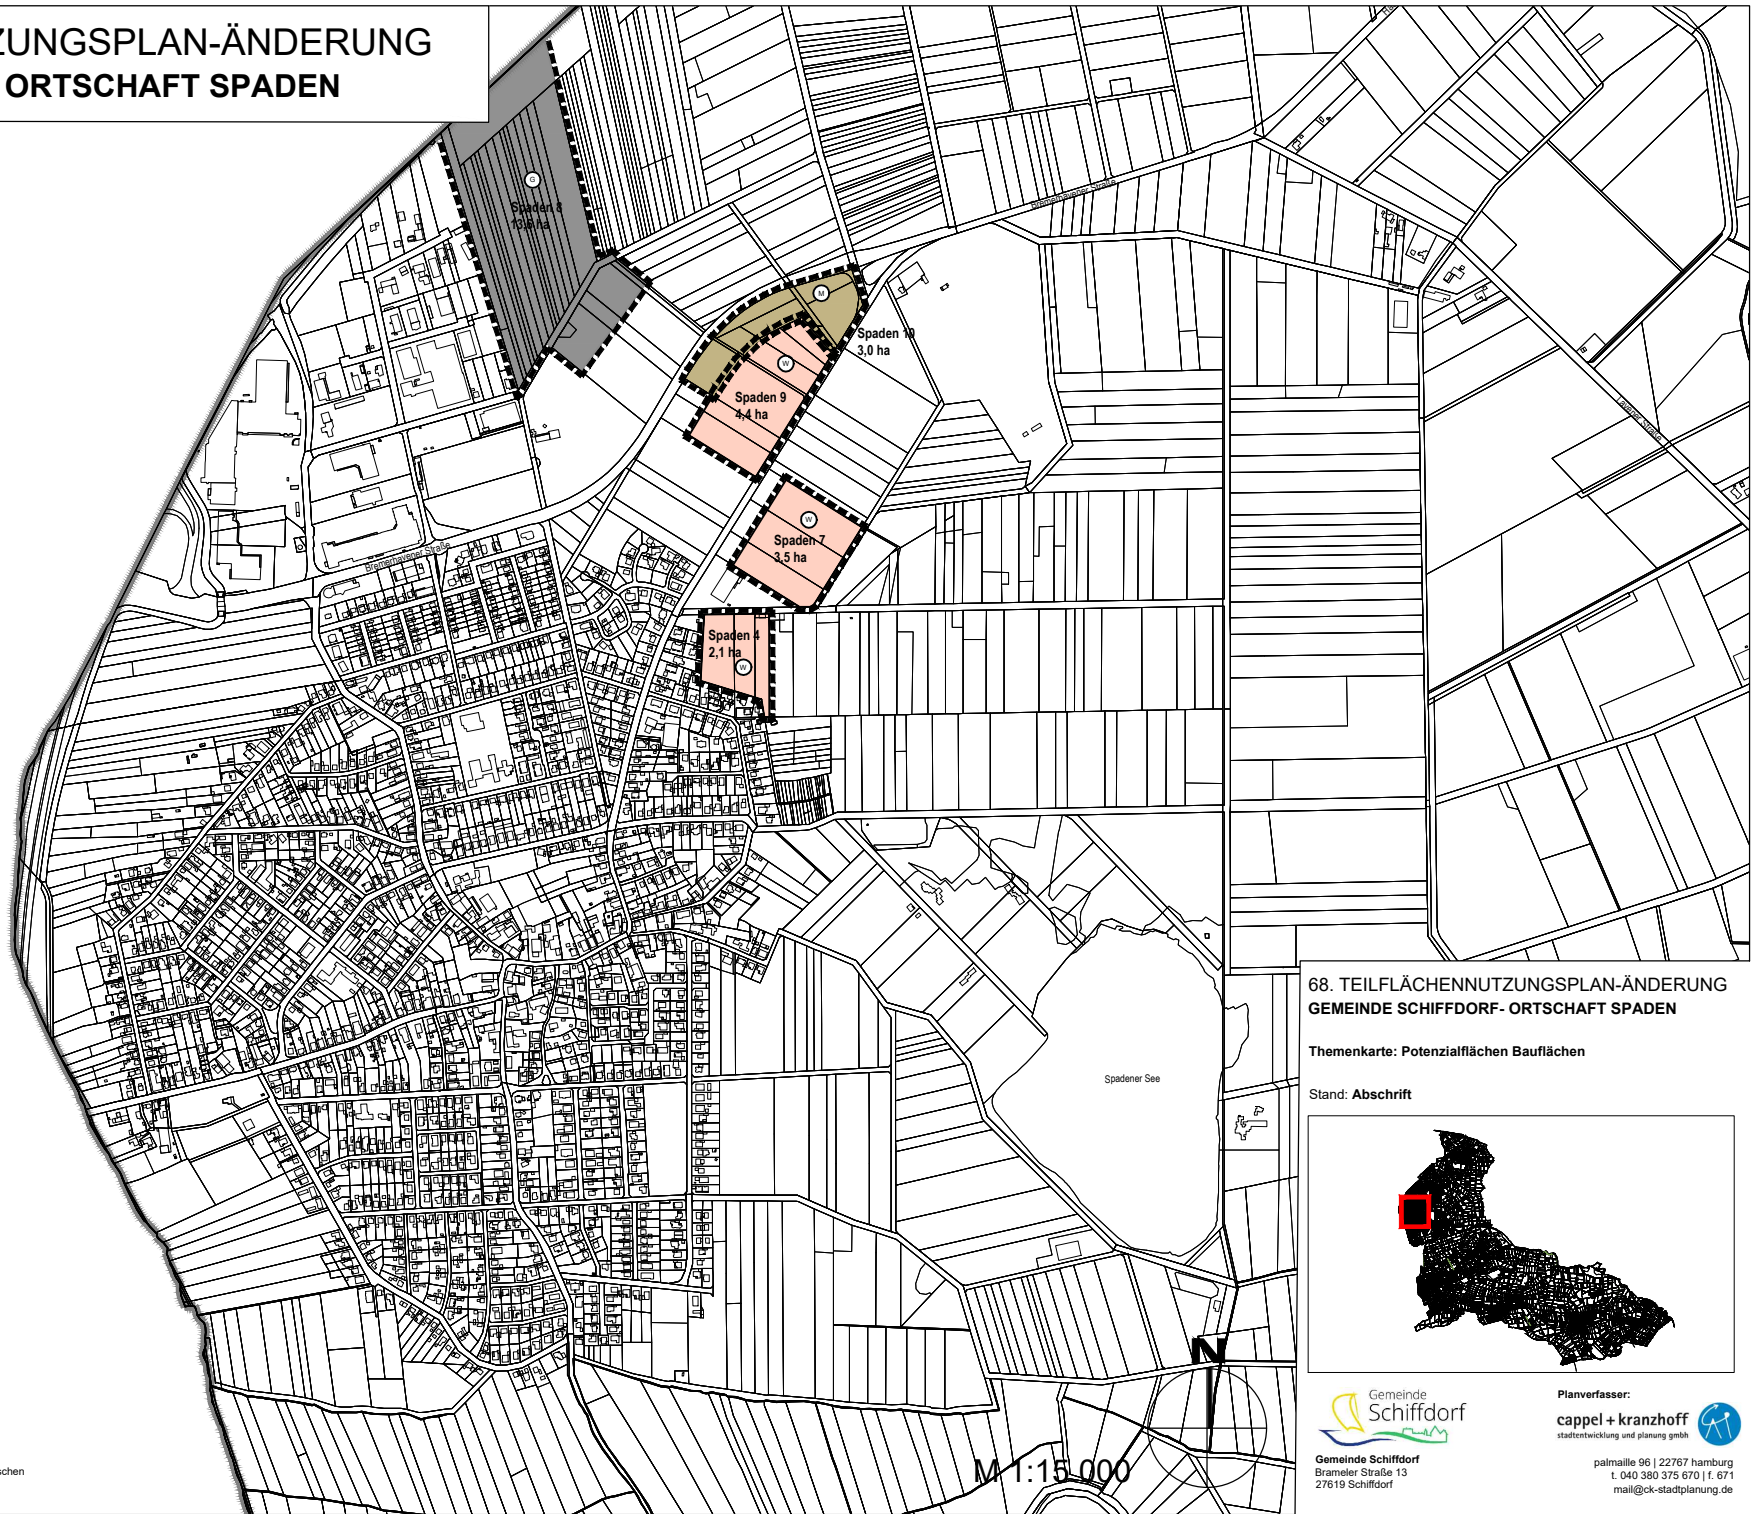 ZUNGSPLAN-ÄNDERUNG
ORTSCHAFT SPADEN
G
Spaden 8
Bremerhavener Straße
M
Spaden 10
3,0 ha
W
Spaden 9
4,4 ha
W
Spaden 7
3,5 ha
Bremerhavener Straße
Spaden 4
2,1 ha
W
Spadener See
68. TEILFLÄCHENNUTZUNGSPLAN-ÄNDERUNG
GEMEINDE SCHIFFDORF- ORTSCHAFT SPADEN
Themenkarte: Potenzialflächen Bauflächen
Stand: Abschrift
N
M 1:15 000
schen
Gemeinde
Schiffdorf
Gemeinde Schiffdorf
Brameler Straße 13
27619 Schiffdorf
Planverfasser:
cappel + kranzhoff
stadtentwicklung und planung gmbh
palmaille 96 | 22767 hamburg
t. 040 380 375 670 | f. 671
mail@ck-stadtplanung.de